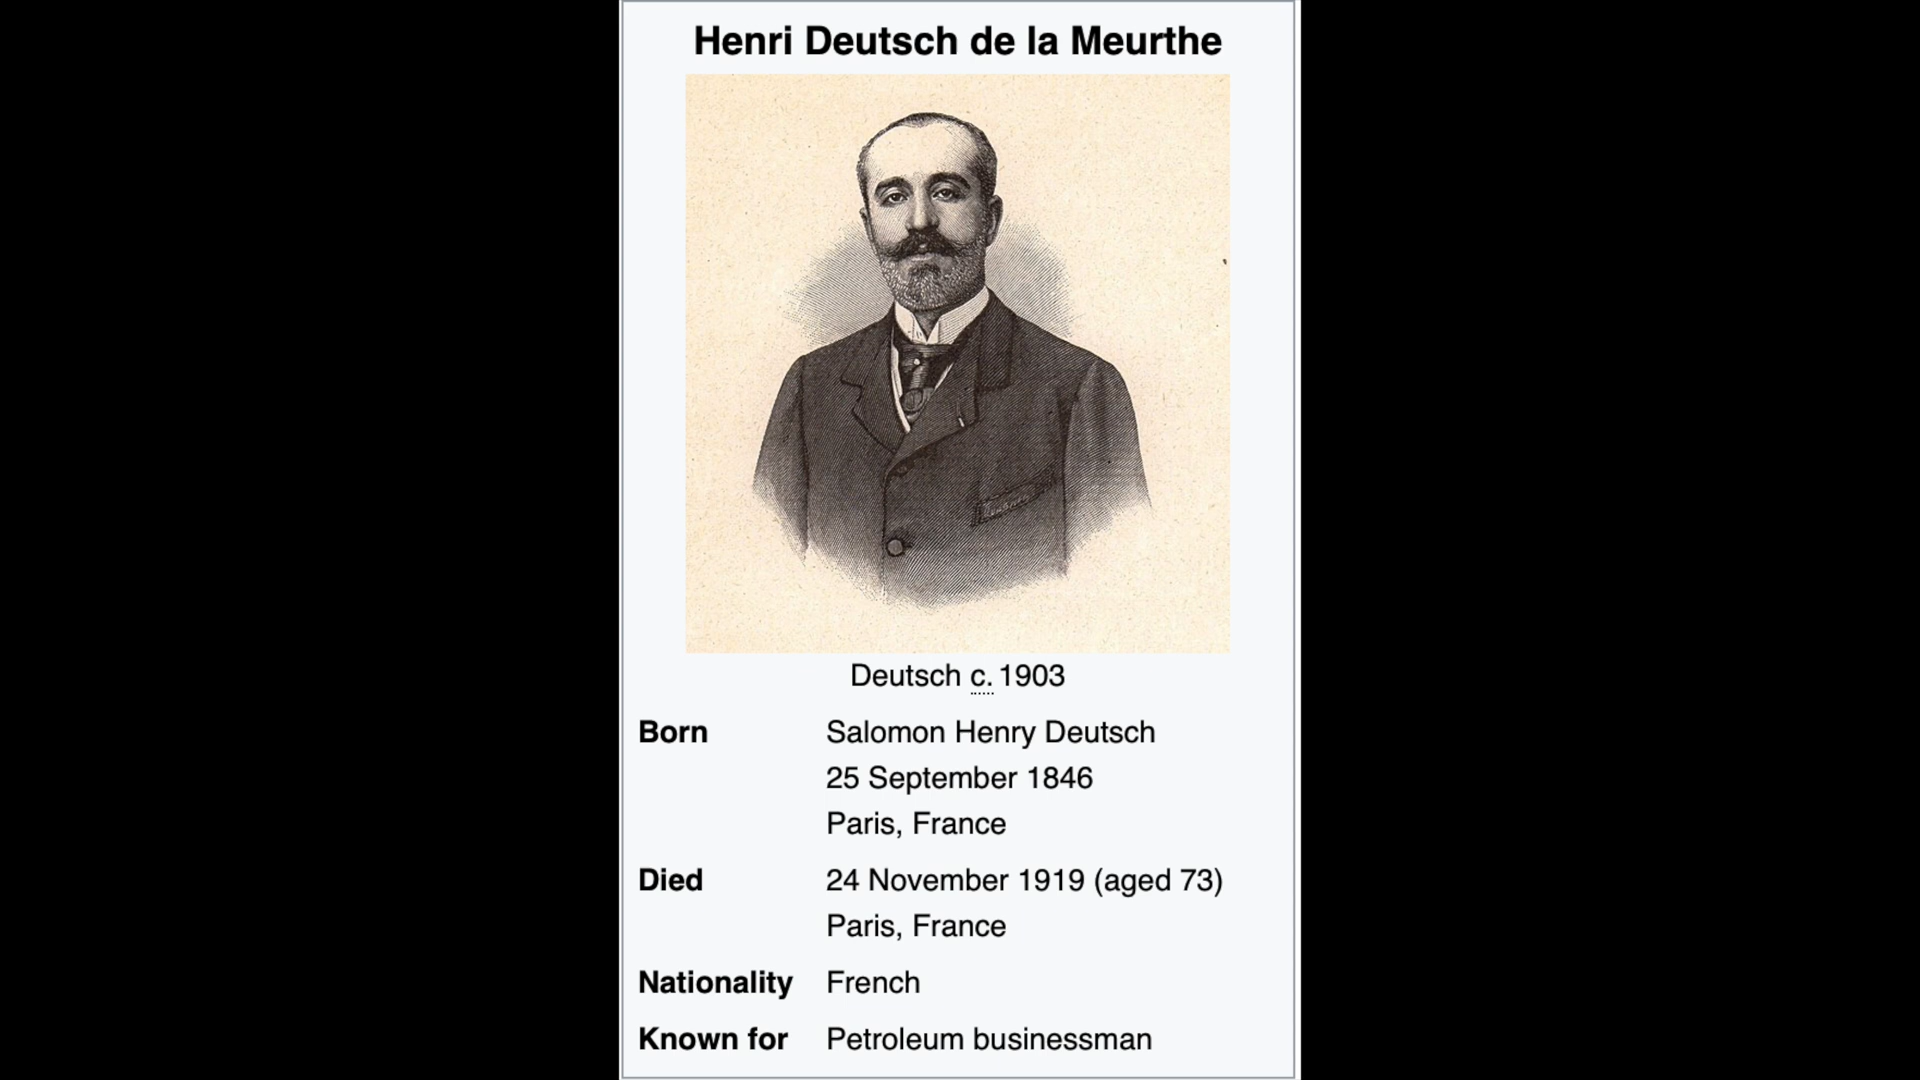 Henri Deutsch de la Meurthe
Deutsch c. 1903
Born Salomon Henry Deutsch
25 September 1846
Paris, France
Died 24 November 1919 (aged 73)
Paris, France
Nationality French
Known for Petroleum businessman